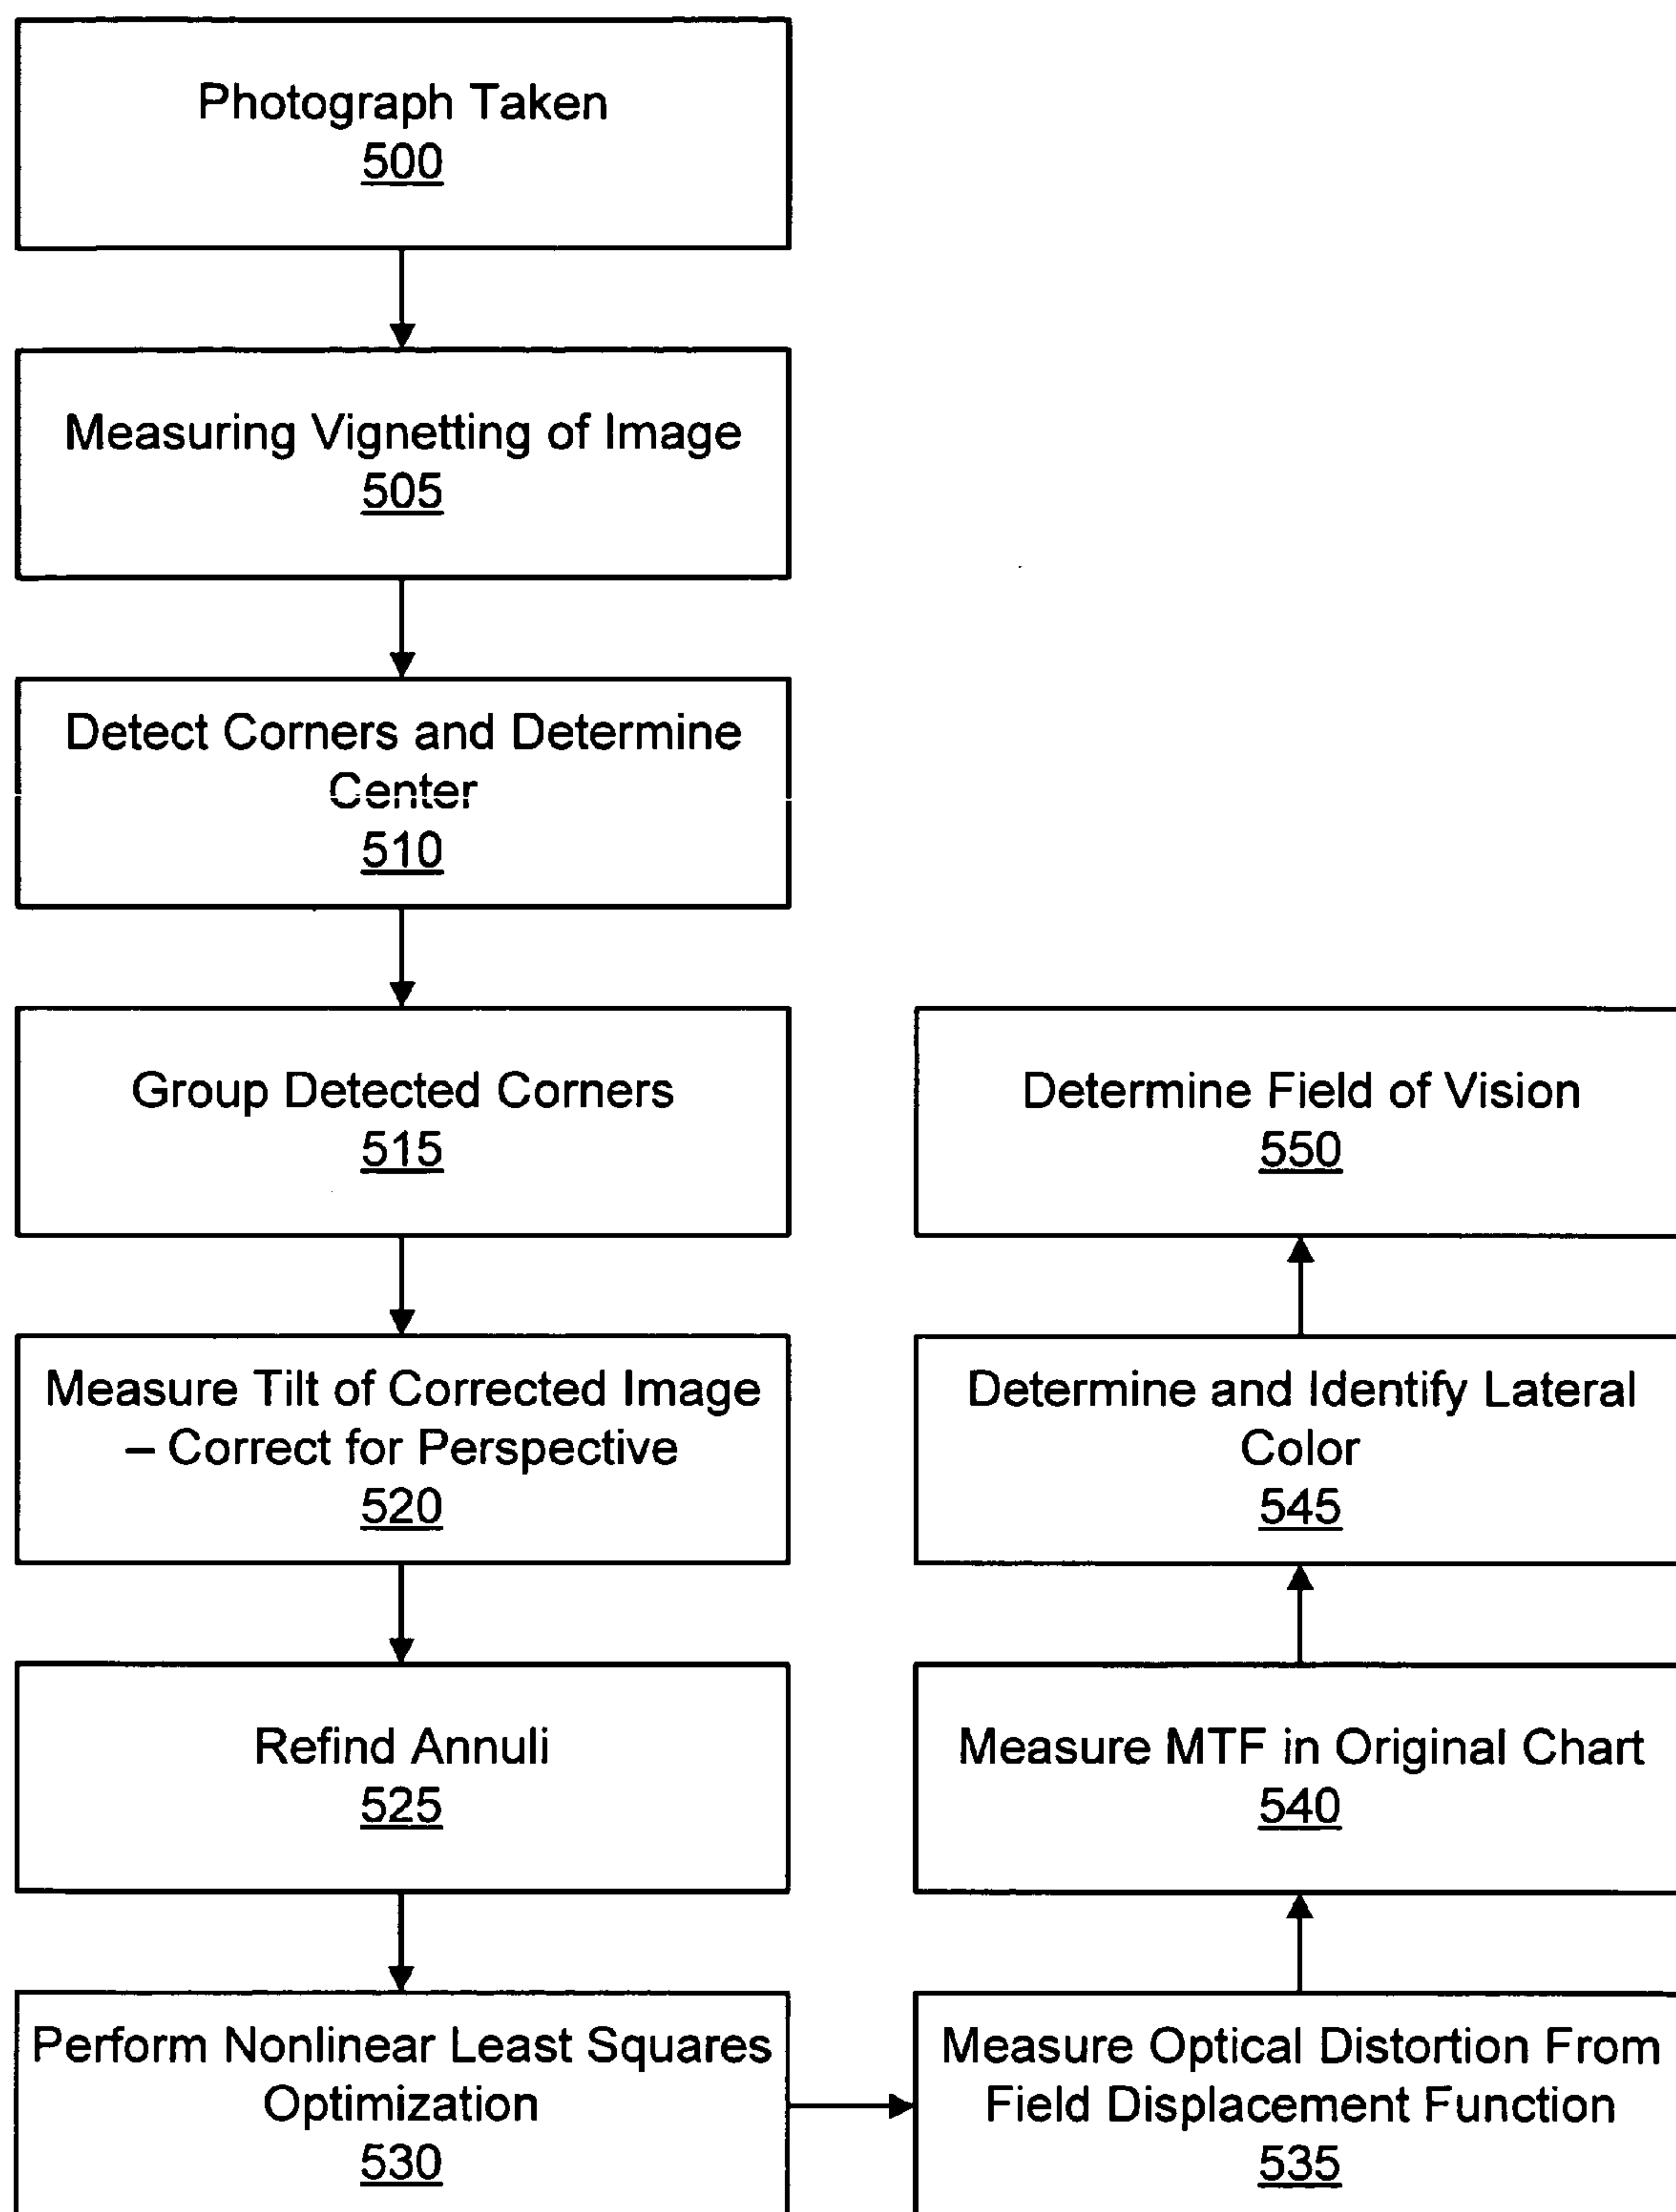 Photograph Taken
500
Measuring Vignetting of Image
505
Detect Corners and Determine
Center
510
Group Detected Corners
515
Measure Tilt of Corrected Image
– Correct for Perspective
520
Refind Annuli
525
Perform Nonlinear Least Squares
Optimization
530
Measure Optical Distortion From
Field Displacement Function
535
Measure MTF in Original Chart
540
Determine and Identify Lateral
Color
545
Determine Field of Vision
550